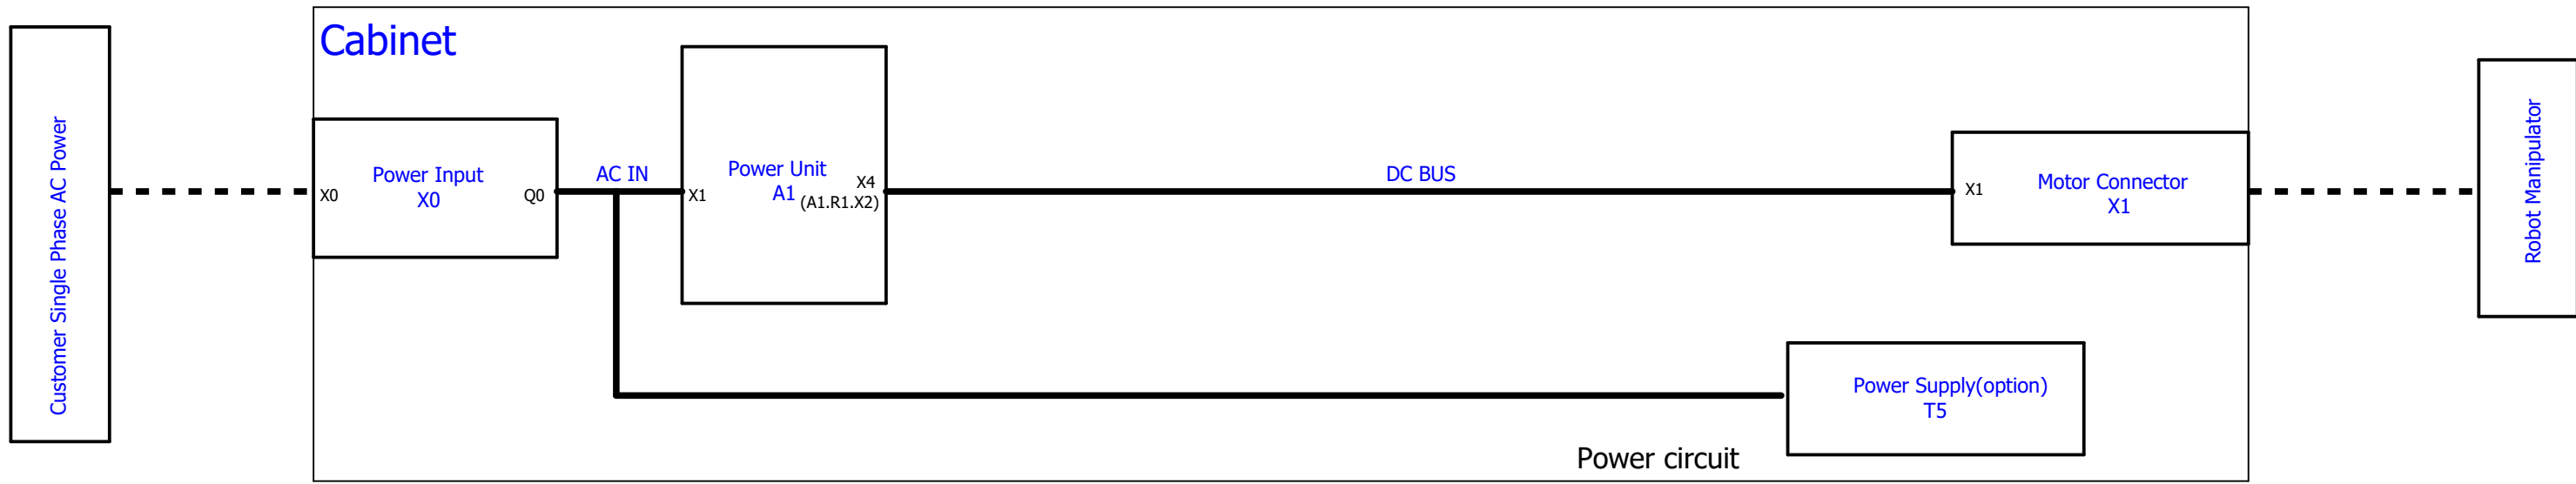 Cabinet
Customer Single Phase AC Power
X0
Power Input
X0
Q0
AC IN
X1
Power Unit
A1
X4
(A1.R1.X2)
DC BUS
X1
Motor Connector
X1
Robot Manipulator
Power Supply(option)
T5
Power circuit